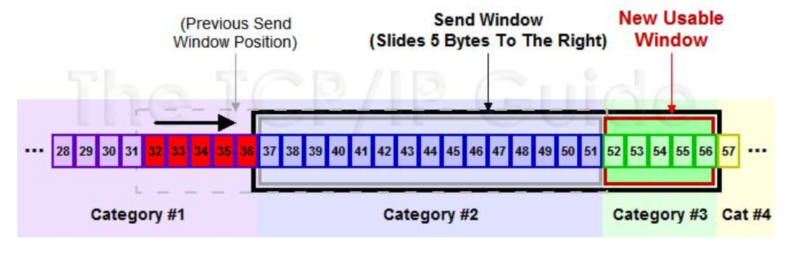 (Previous Send
Window Position)
Send Window
(Slides 5 Bytes To The Right)
New Usable
Window
The TCP/IP Guide
... 28 29 30 31 32 33 34 35 36 37 38 39 40 41 42 43 44 45 46 47 48 49 50 51 52 53 54 55 56 57 ...
Category #1 Category #2 Category #3 Cat #4